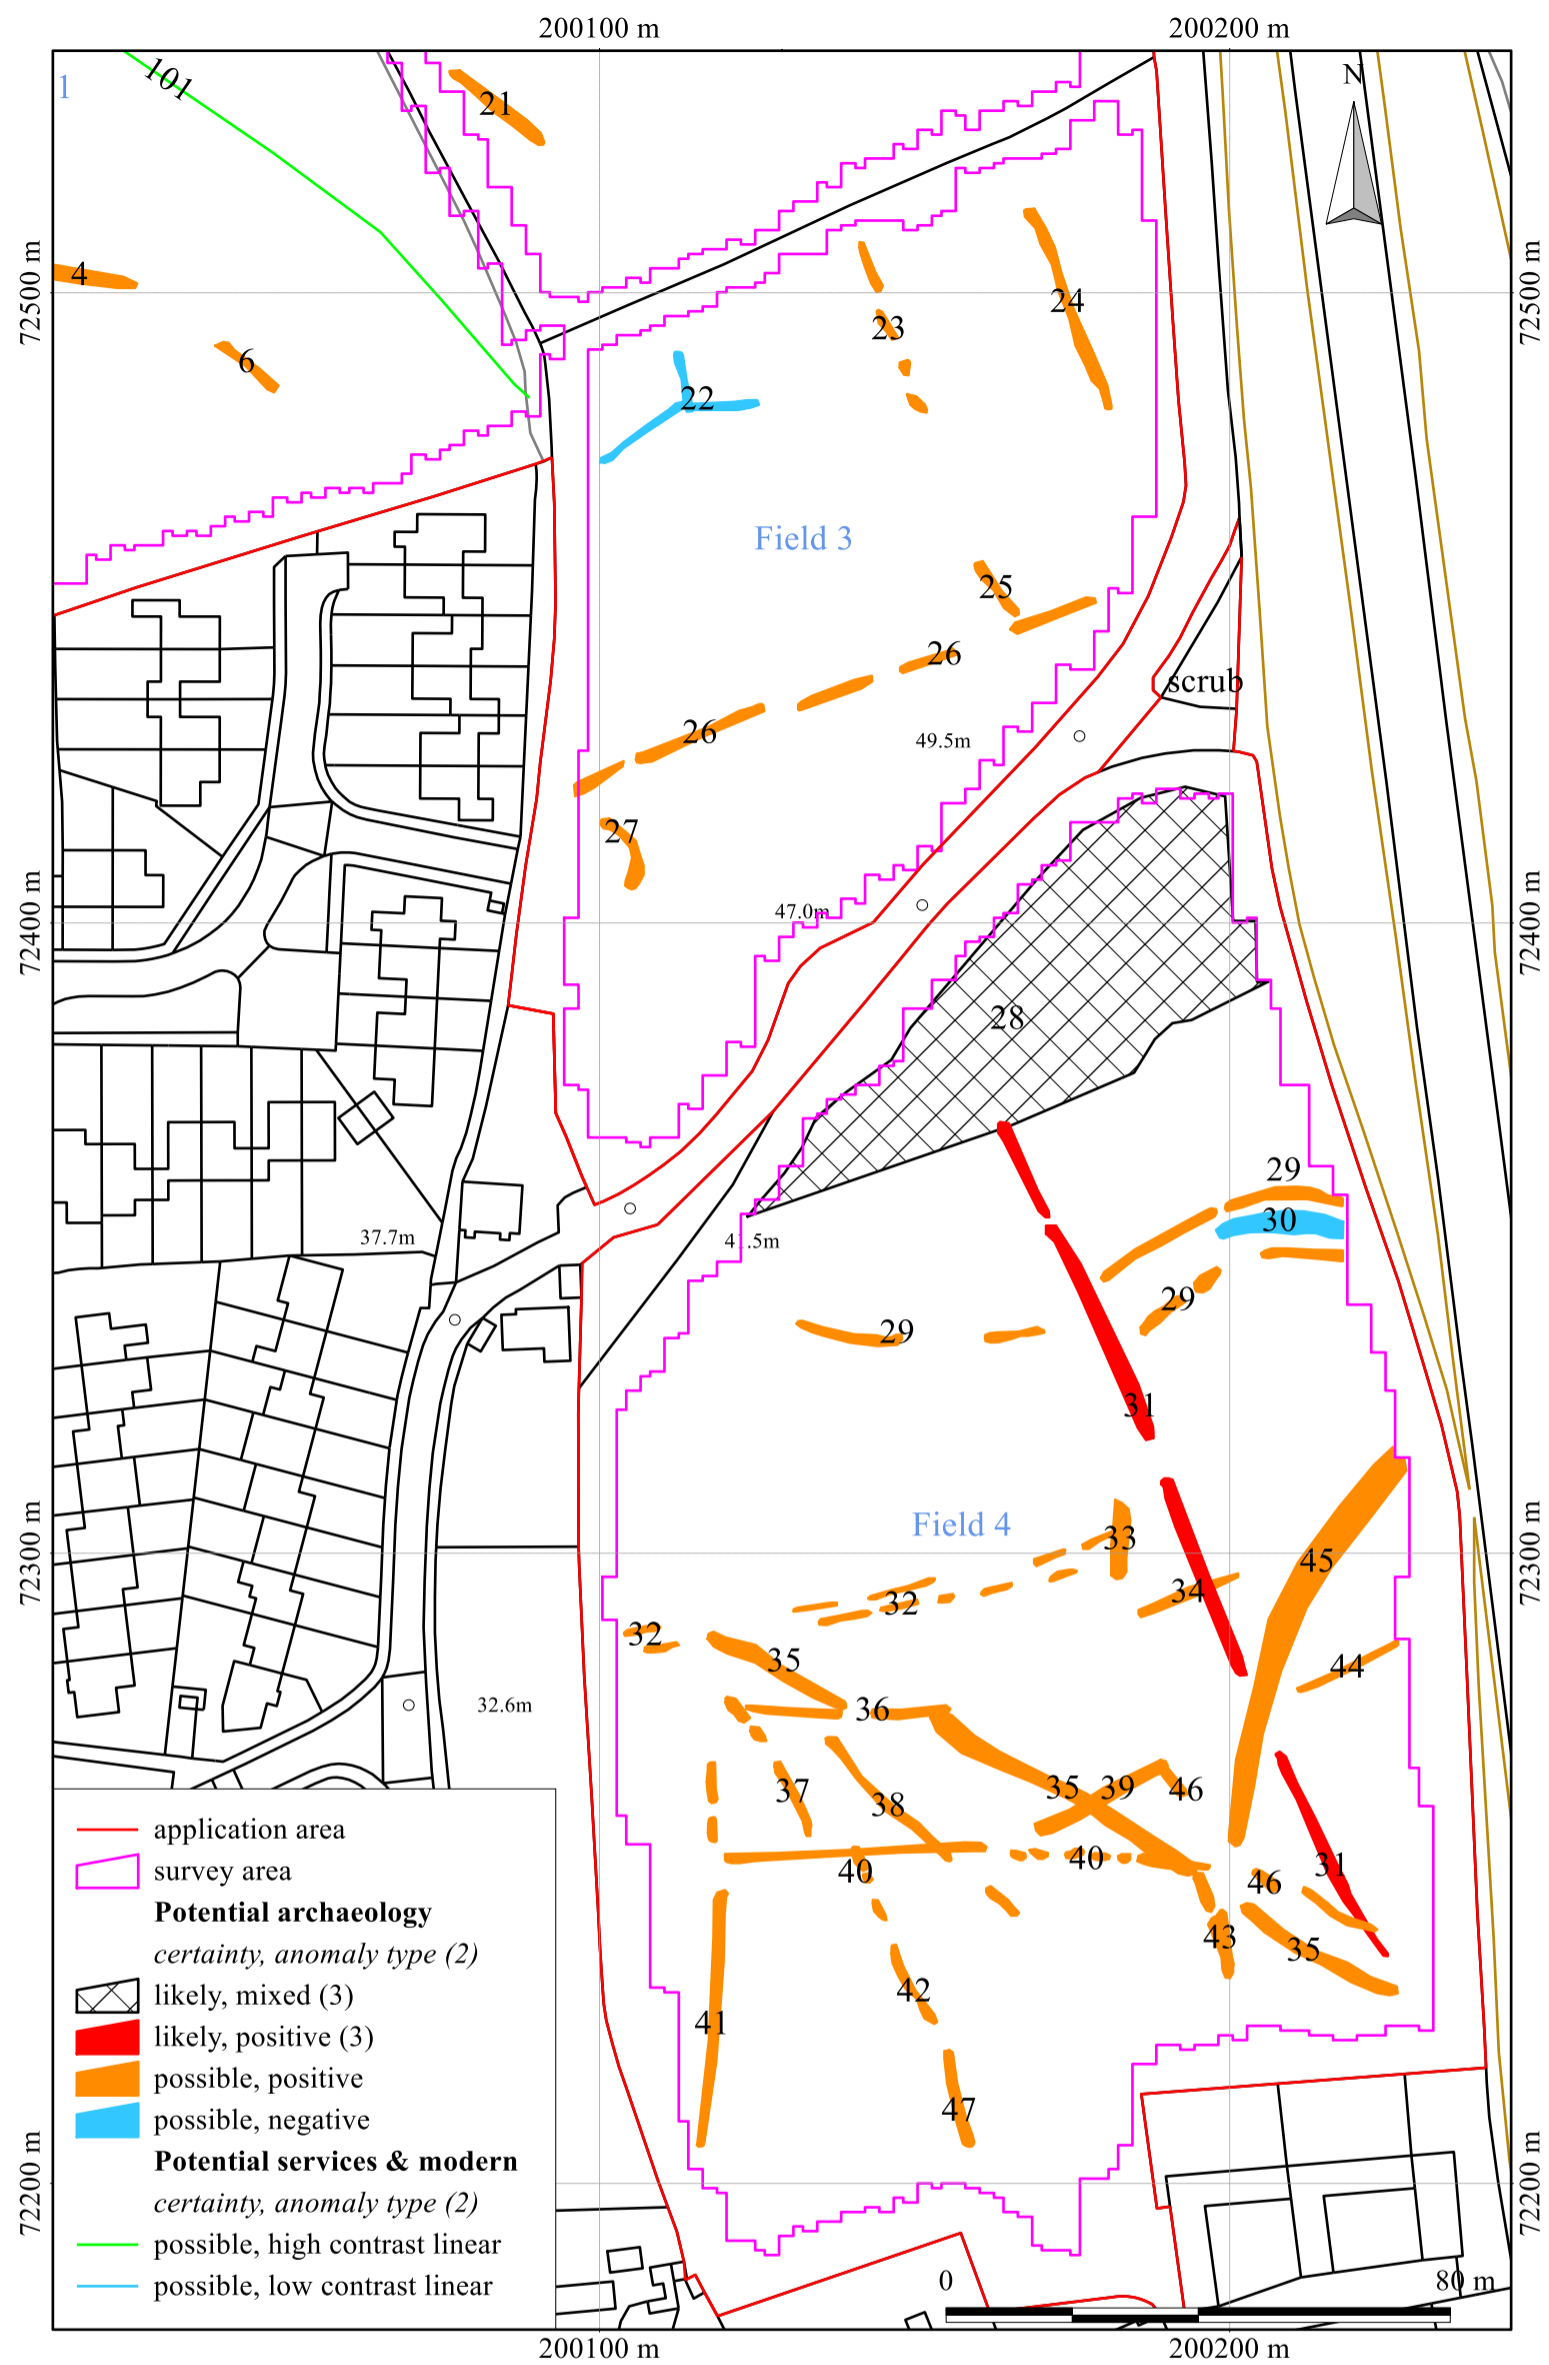 200100 m
200200 m
1
101
21
N
72500 m
4
23
24
72500 m
6
22
Field 3
25
26
scrub
26
49.5m
27
72400 m
47.0m
72400 m
28
29
30
37.7m
41.5m
29
29
31
Field 4
33
45
72300 m
34
72300 m
32
32
35
44
36
32.6m
35
39
46
37
38
40
40
31
46
43
35
42
41
47
application area
survey area
Potential archaeology
certainty, anomaly type (2)
likely, mixed (3)
likely, positive (3)
possible, positive
possible, negative
Potential services & modern
certainty, anomaly type (2)
possible, high contrast linear
possible, low contrast linear
72200 m
72200 m
0
80 m
200100 m
200200 m